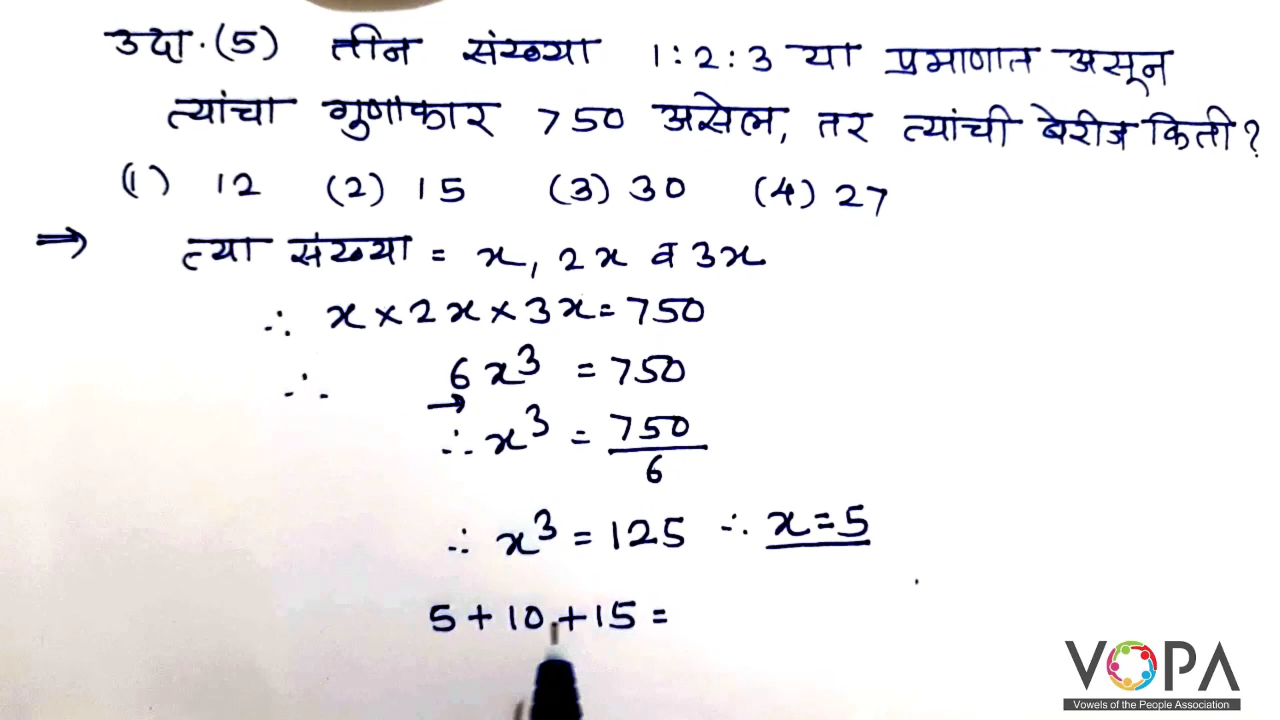 उदा. (5) तीन संख्या 1:2:3 या प्रमाणात असून
त्यांचा गुणाकार 750 असेल, तर त्यांची बेरीज किती?
(1) 12 (2) 15 (3) 30 (4) 27
⇒ त्या संख्या = x, 2x व 3x
∴ x × 2x × 3x = 750
∴ 6x³ = 750
→
∴ x³ = 750/6
∴ x³ = 125 ∴ x = 5
5 + 10 + 15 =
VOPA
Vowels of the People Association